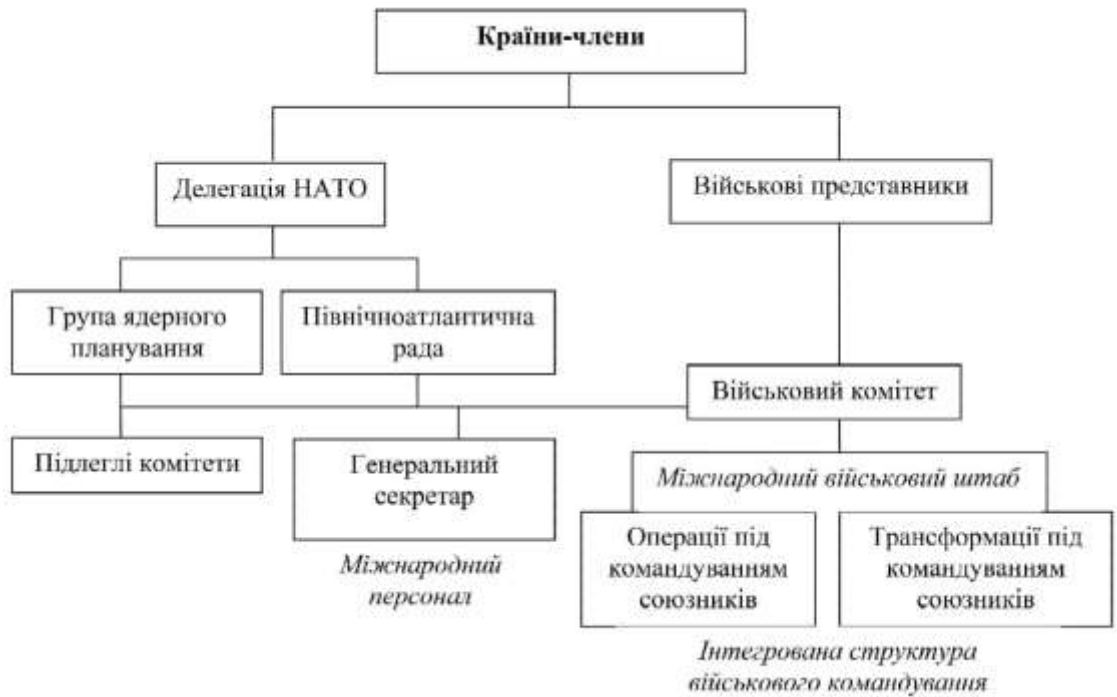 Країни-члени
Делегація НАТО
Військові представники
Група ядерного
планування
Північноатлантична
рада
Військовий комітет
Підлеглі комітети
Генеральний
секретар
Міжнародний військовий штаб
Міжнародний
персонал
Операції під
командуванням
союзників
Трансформації під
командуванням
союзників
Інтегрована структура
військового командування